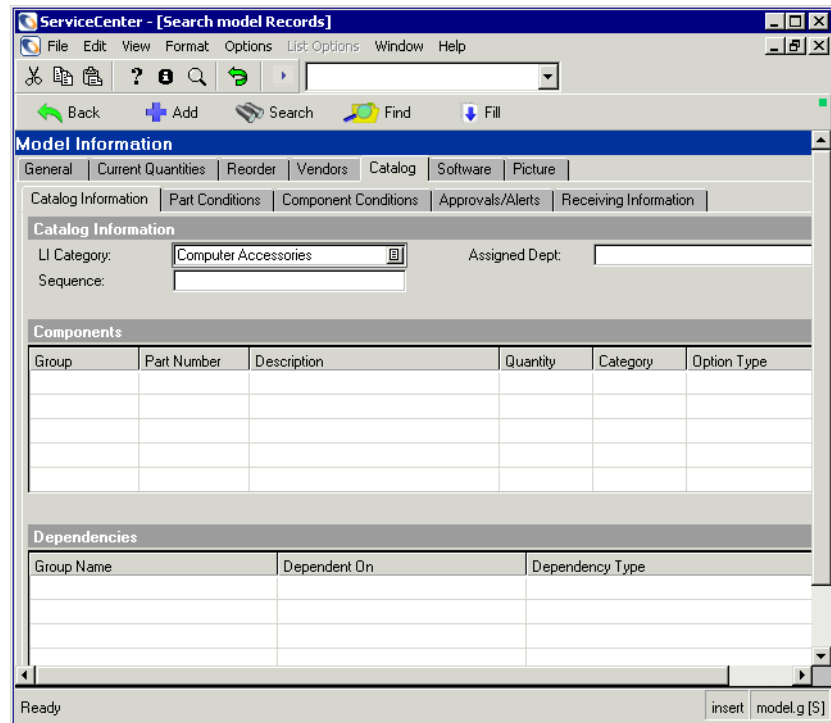 ServiceCenter - [Search model Records]
File Edit View Format Options List Options Window Help
Back Add Search Find Fill
Model Information
General Current Quantities Reorder Vendors Catalog Software Picture
Catalog Information Part Conditions Component Conditions Approvals/Alerts Receiving Information
Catalog Information
LI Category: Computer Accessories Assigned Dept:
Sequence:
Components
Group Part Number Description Quantity Category Option Type
Dependencies
Group Name Dependent On Dependency Type
Ready insert model.g [S]